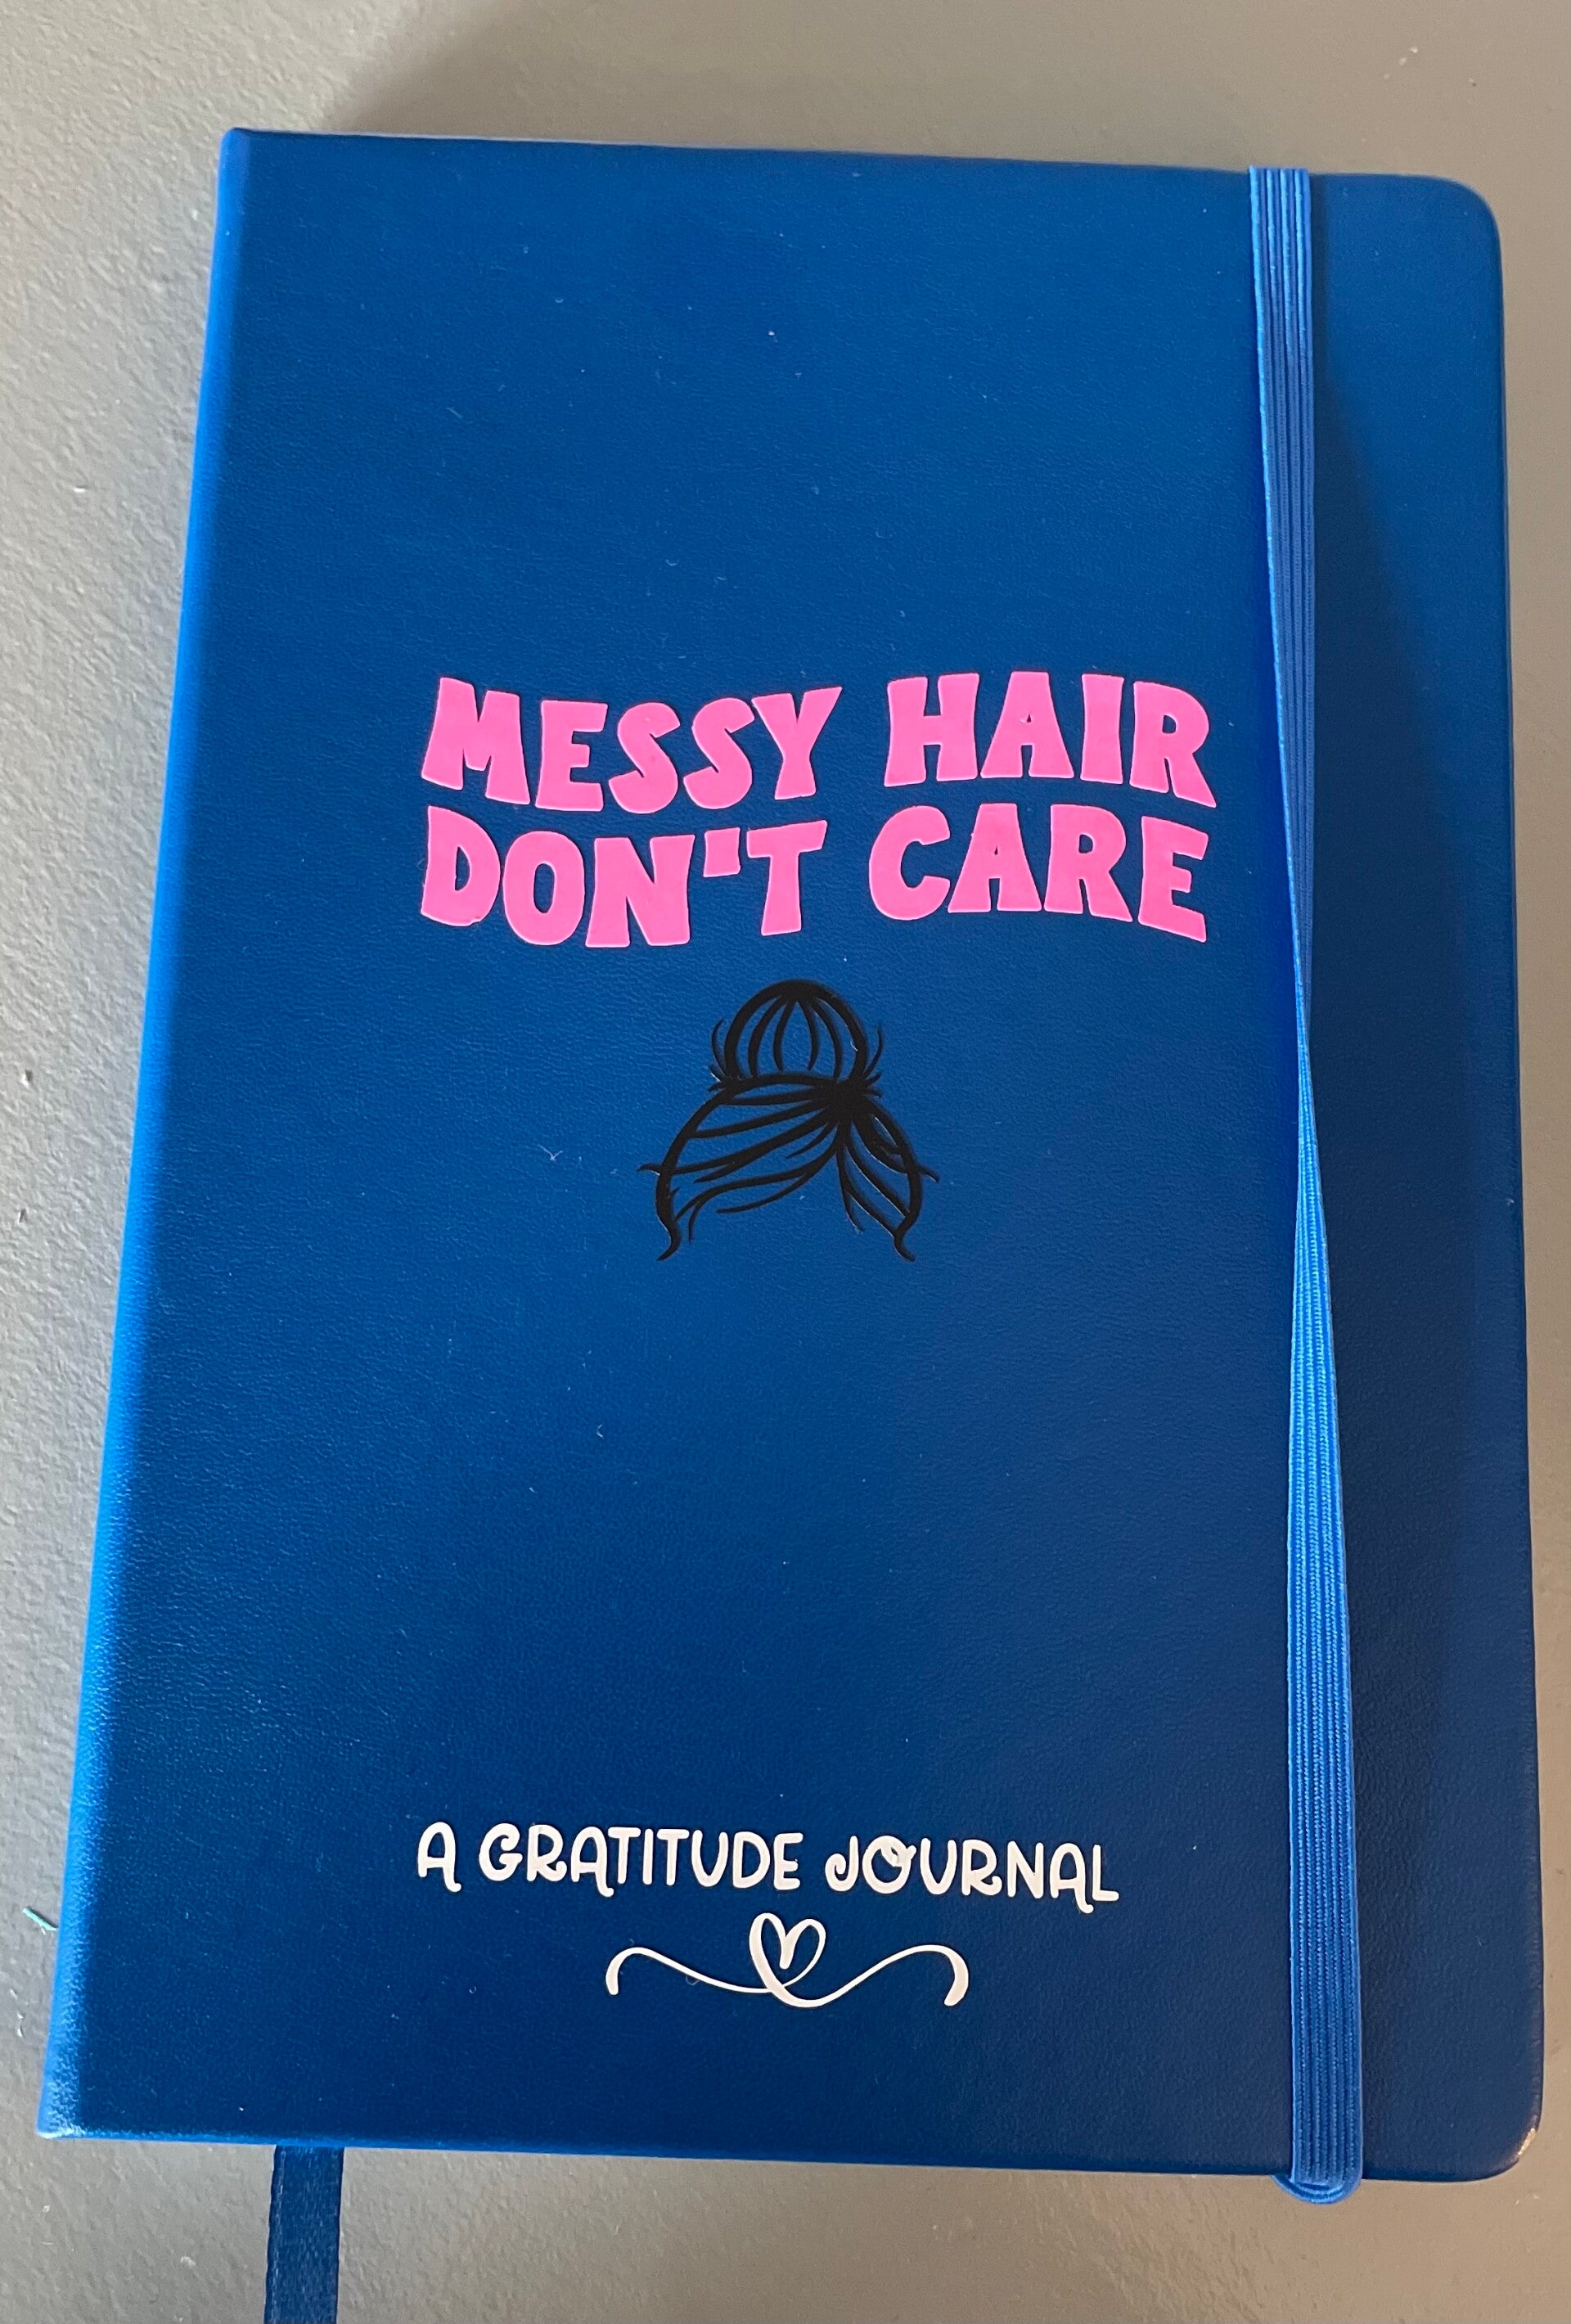 MESSY HAIR
DON'T CARE
A GRATITUDE JOURNAL